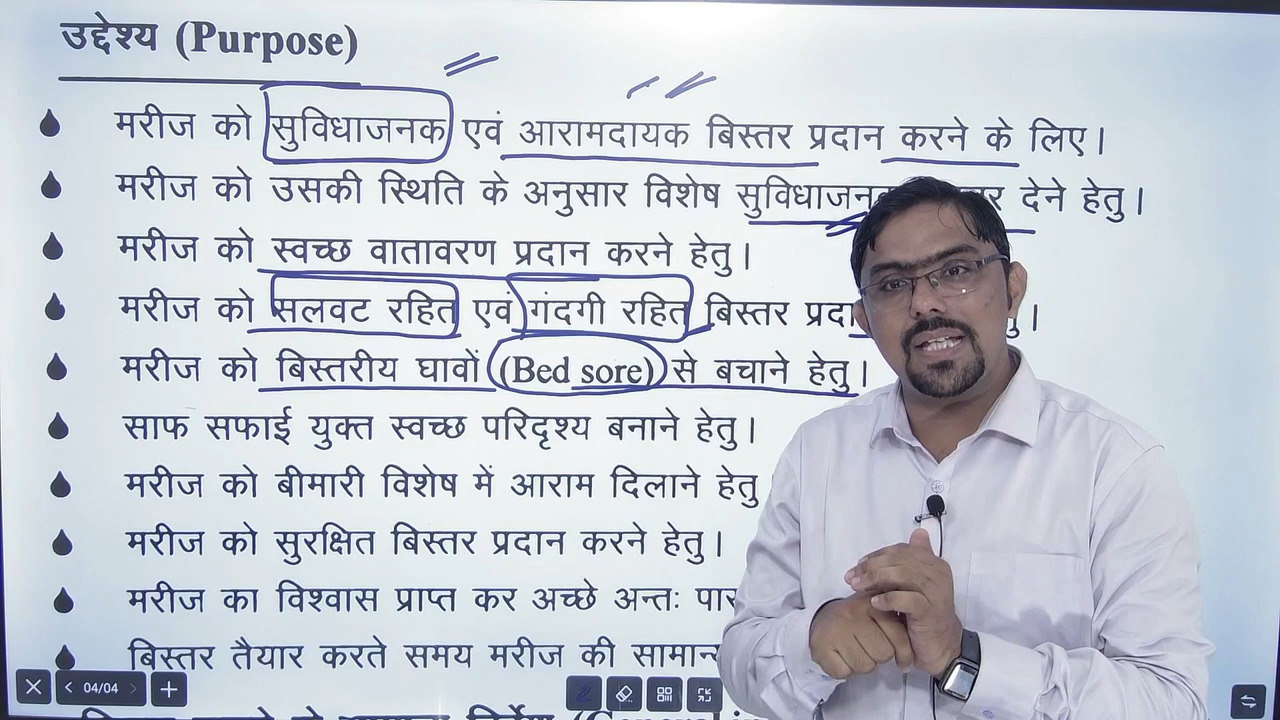 उद्देश्य (Purpose)
मरीज को सुविधाजनक एवं आरामदायक बिस्तर प्रदान करने के लिए।
मरीज को उसकी स्थिति के अनुसार विशेष देने हेतु।
मरीज को स्वच्छ वातावरण प्रदान करने हेतु।
मरीज को सलवट रहित एवं गंदगी रहित बिस्तर
मरीज को बिस्तरीय घावों (Bed sore) से बचाने हेतु।
साफ सफाई युक्त स्वच्छ परिदृश्य बनाने हेतु।
मरीज को बीमारी विशेष में आराम दिलाने हेतु
मरीज को सुरक्षित बिस्तर प्रदान करने हेतु।
मरीज का विश्वास प्राप्त कर अच्छे अन्तः
बिस्तर तैयार करते समय मरीज की
04/04